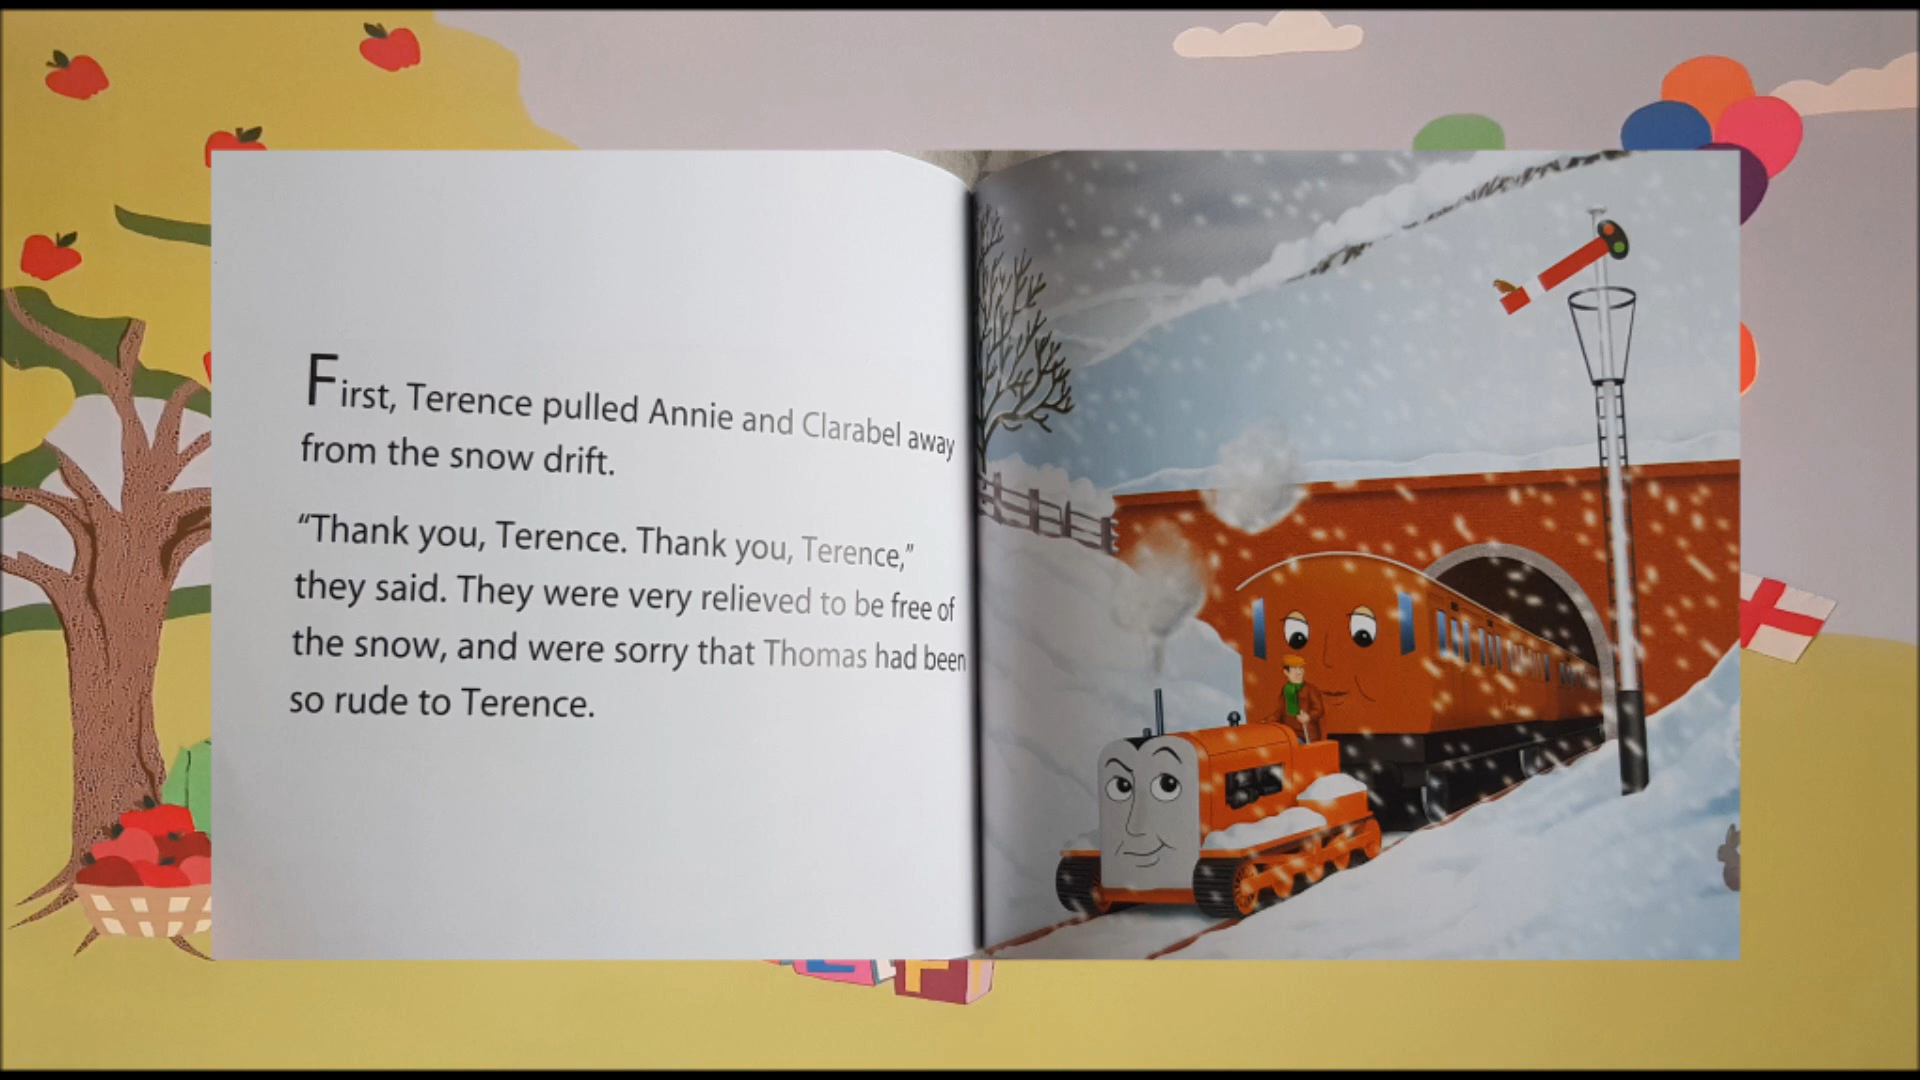 First, Terence pulled Annie and Clarabel away
from the snow drift.
“Thank you, Terence. Thank you, Terence,”
they said. They were very relieved to be free of
the snow, and were sorry that Thomas had been
so rude to Terence.